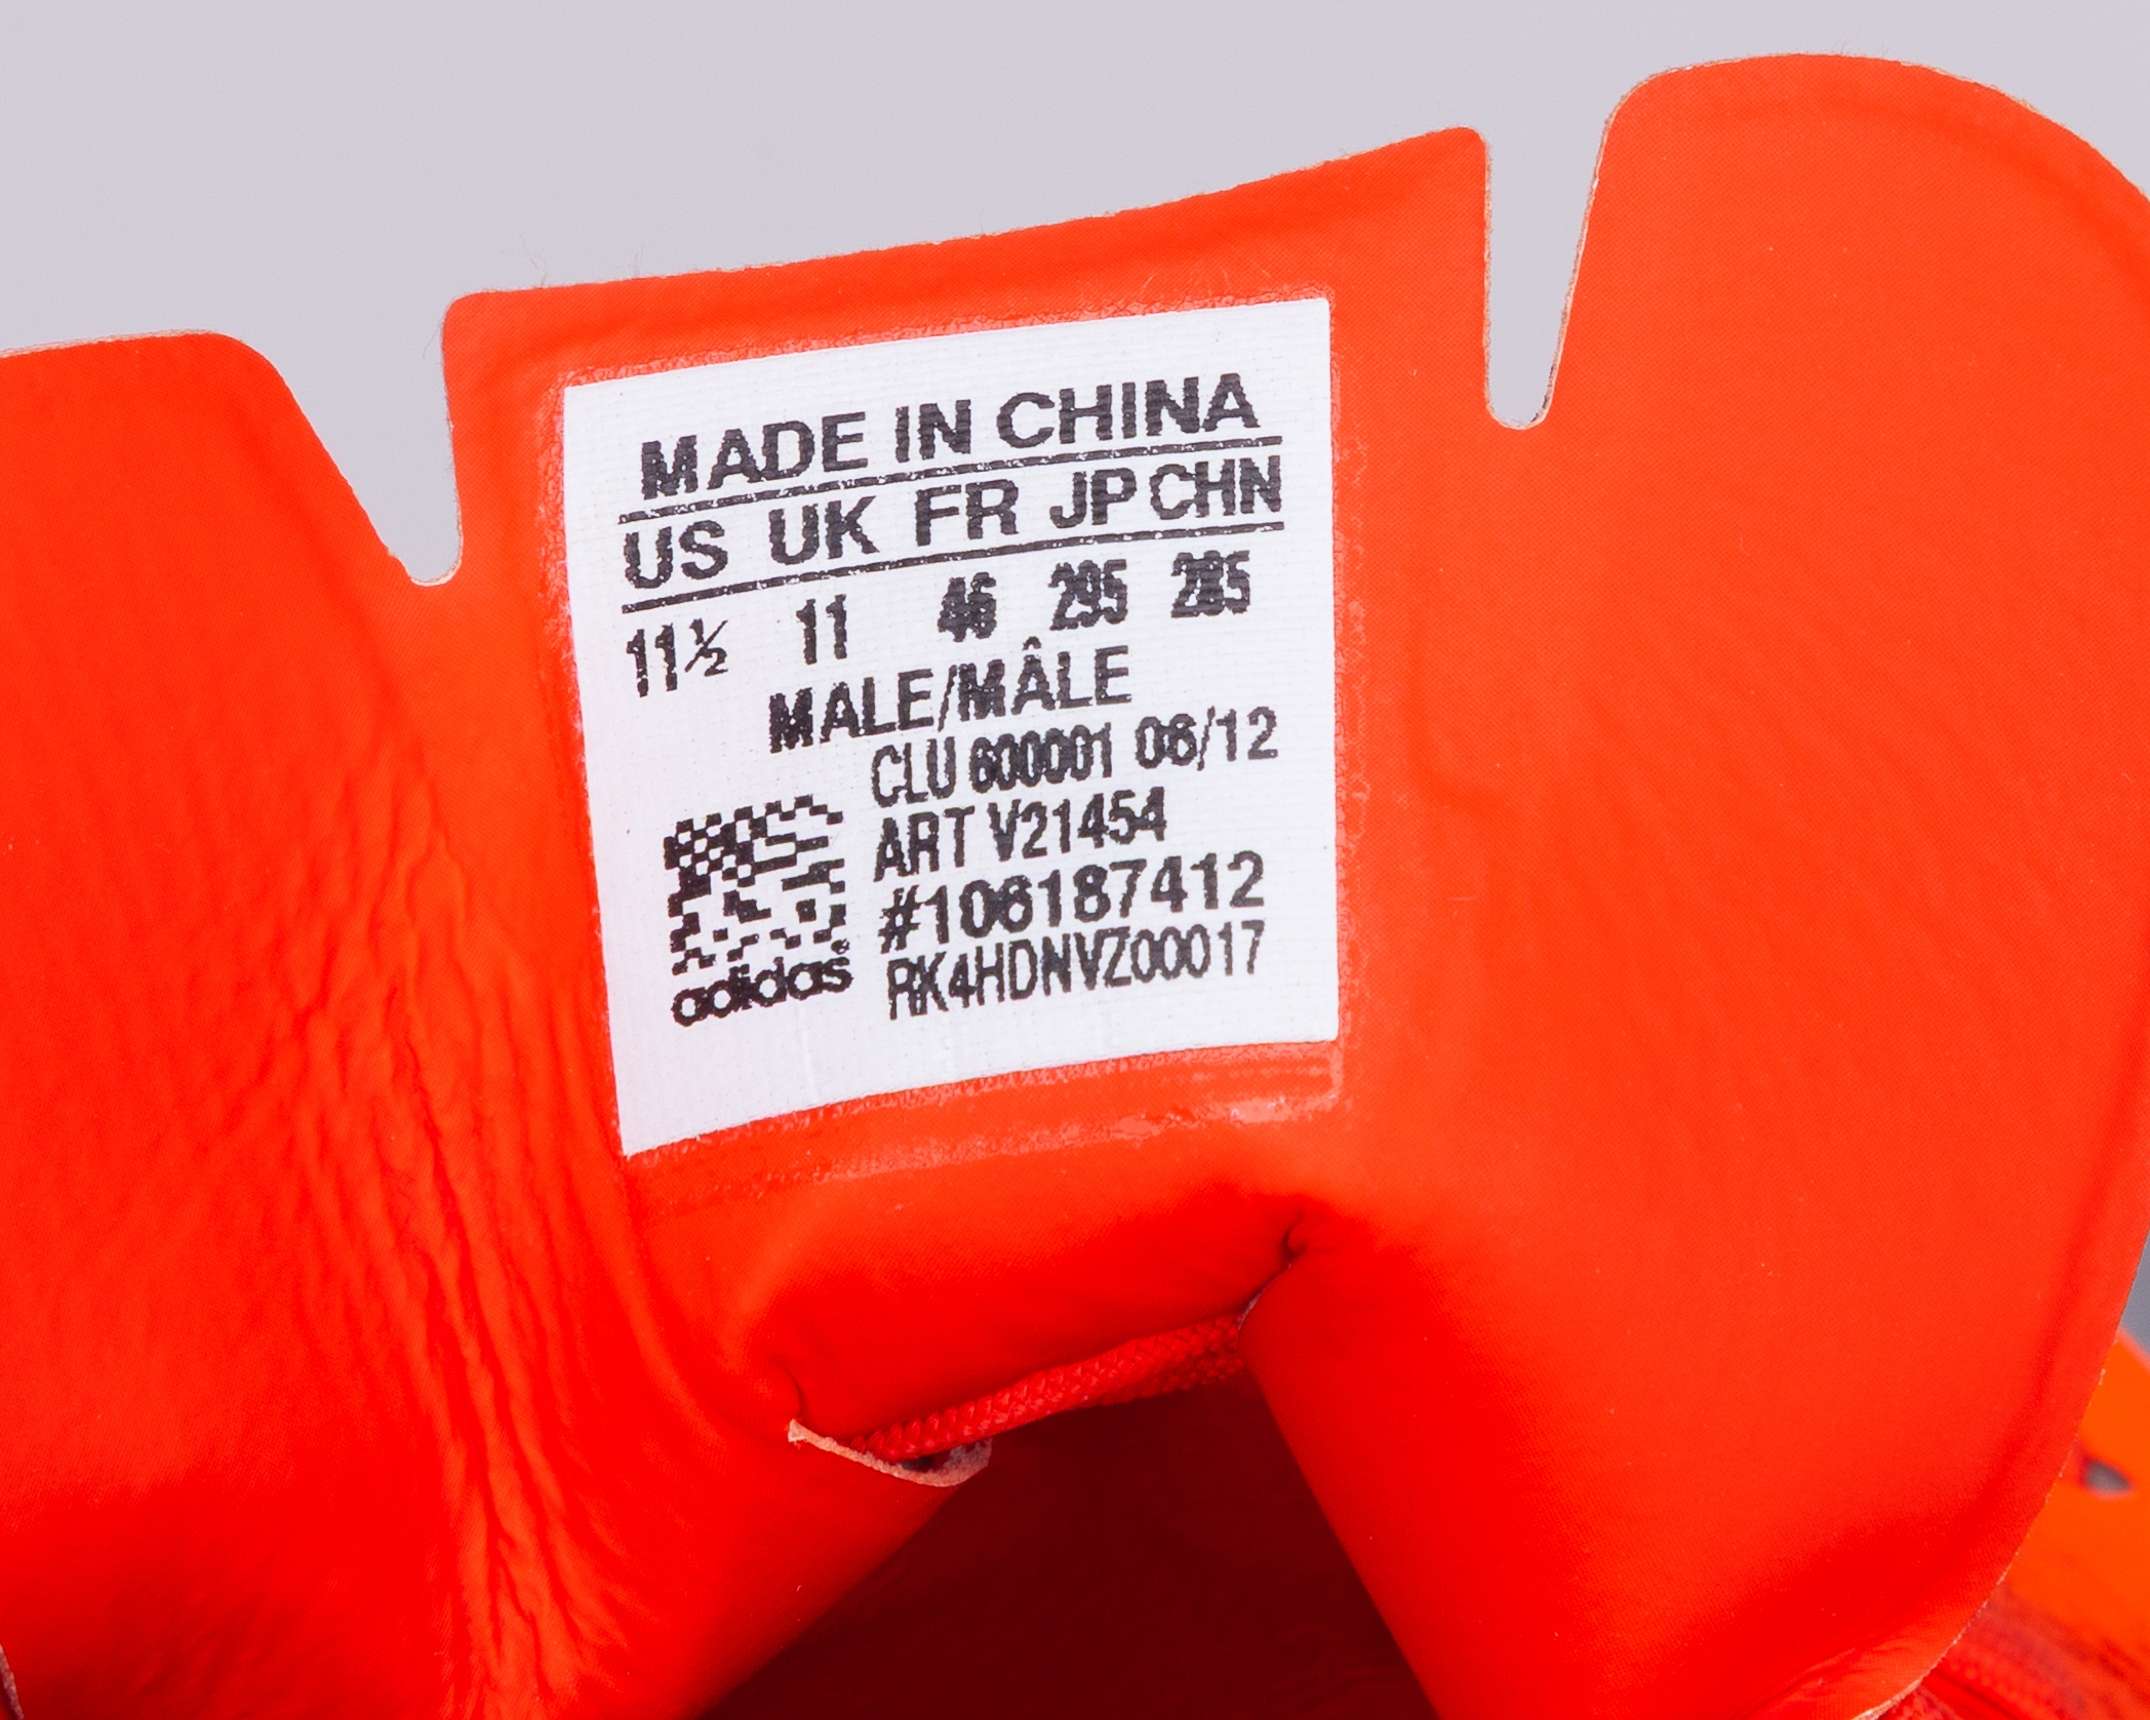 MADE IN CHINA
US UK FR JP CHN
11½ 11 46 295 285
MALE/MÂLE
CLU 600001 06/12
ART V21454
#106187412
adidas
RK4HDNVZ00017